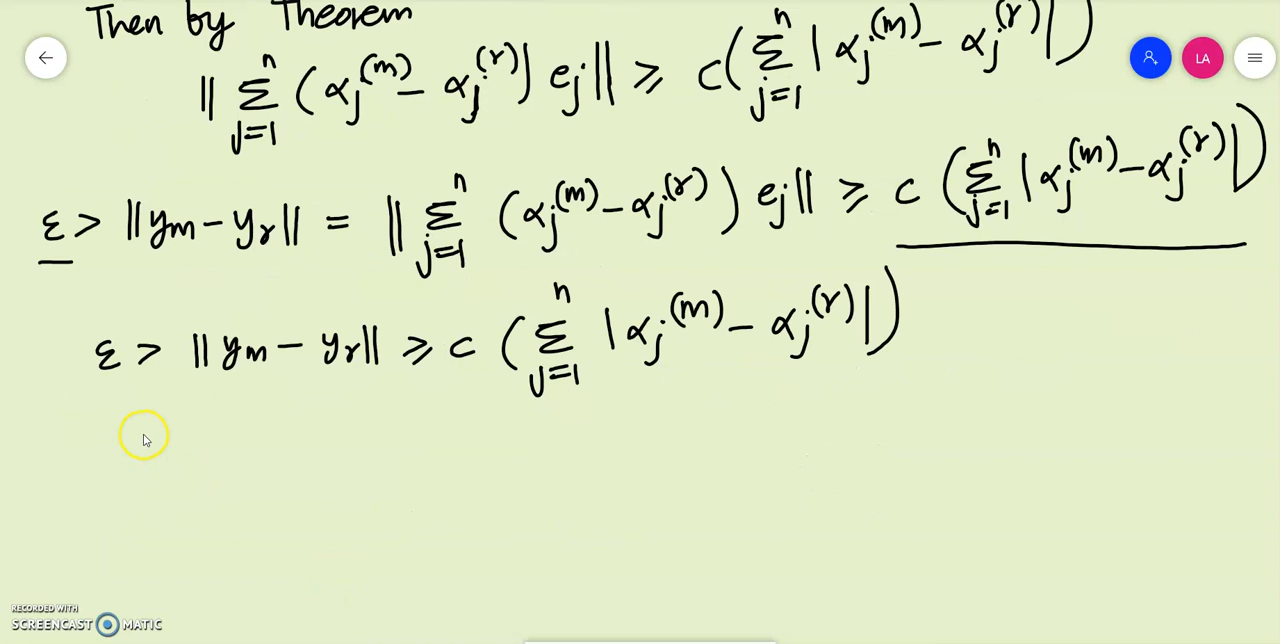 Then by Theorem
|| Σ_{j=1}^{n} (α_j^{(m)} - α_j^{(r)}) e_j || ≥ c( Σ_{j=1}^{n} | α_j^{(m)} - α_j^{(r)} | )
LA
ε > || y_m - y_r || = || Σ_{j=1}^{n} (α_j^{(m)} - α_j^{(r)}) e_j || ≥ c ( Σ_{j=1}^{n} | α_j^{(m)} - α_j^{(r)} | )
ε > || y_m - y_r || ≥ c ( Σ_{j=1}^{n} | α_j^{(m)} - α_j^{(r)} | )
RECORDED WITH
SCREENCAST MATIC